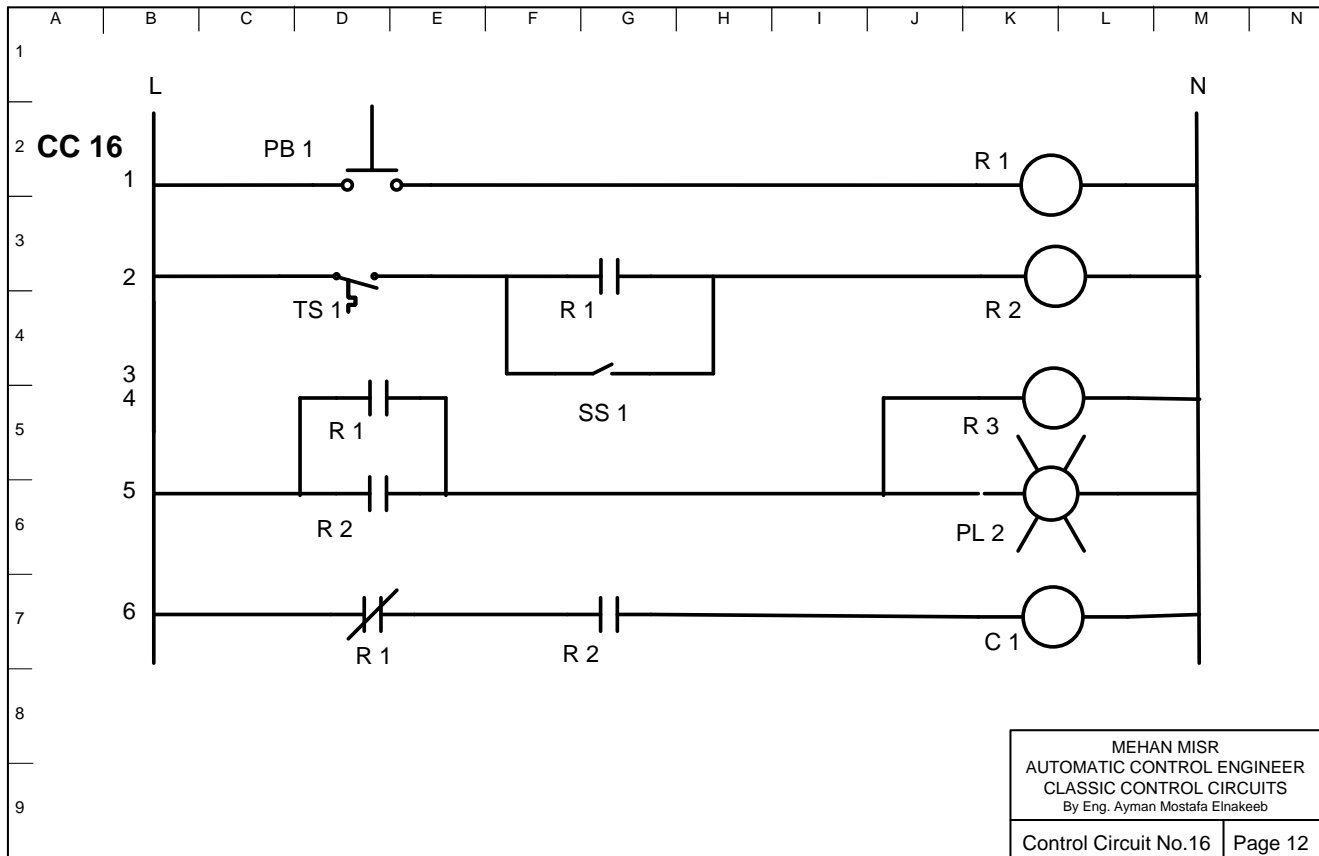 A B C D E F G H I J K L M N
1
L N
2 CC 16
PB 1 R 1
1
3
2
TS 1 R 1 R 2
4
3
SS 1
4
R 1 R 3
5
5
R 2 PL 2
6
6
7
R 1 R 2 C 1
8
MEHAN MISR
AUTOMATIC CONTROL ENGINEER
CLASSIC CONTROL CIRCUITS
By Eng. Ayman Mostafa Elnakeeb
9
Control Circuit No.16 Page 12